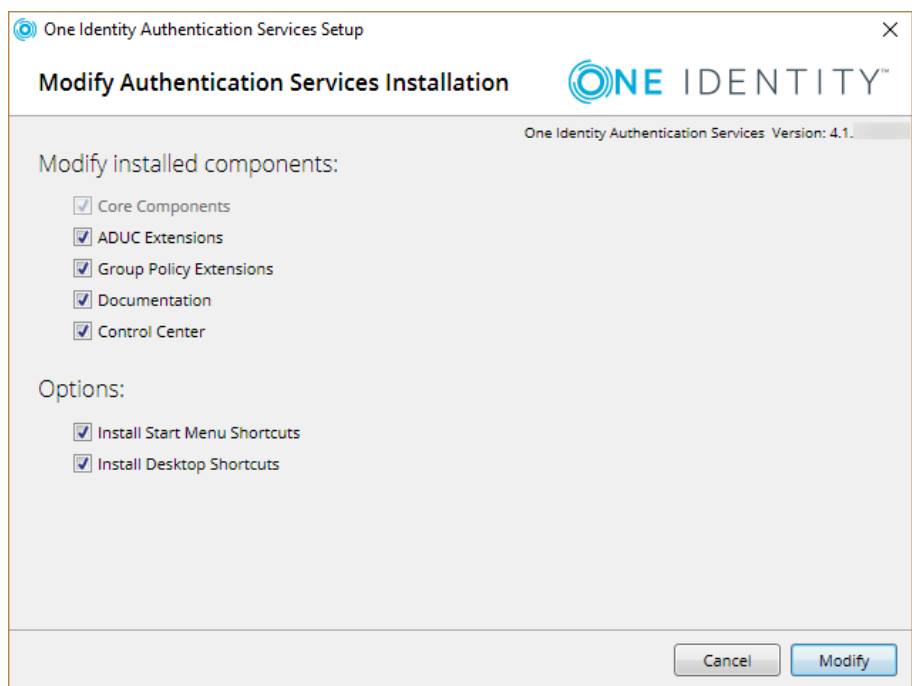 One Identity Authentication Services Setup
Modify Authentication Services Installation
ONE IDENTITY™
One Identity Authentication Services Version: 4.1.
Modify installed components:
Core Components
ADUC Extensions
Group Policy Extensions
Documentation
Control Center
Options:
Install Start Menu Shortcuts
Install Desktop Shortcuts
Cancel
Modify